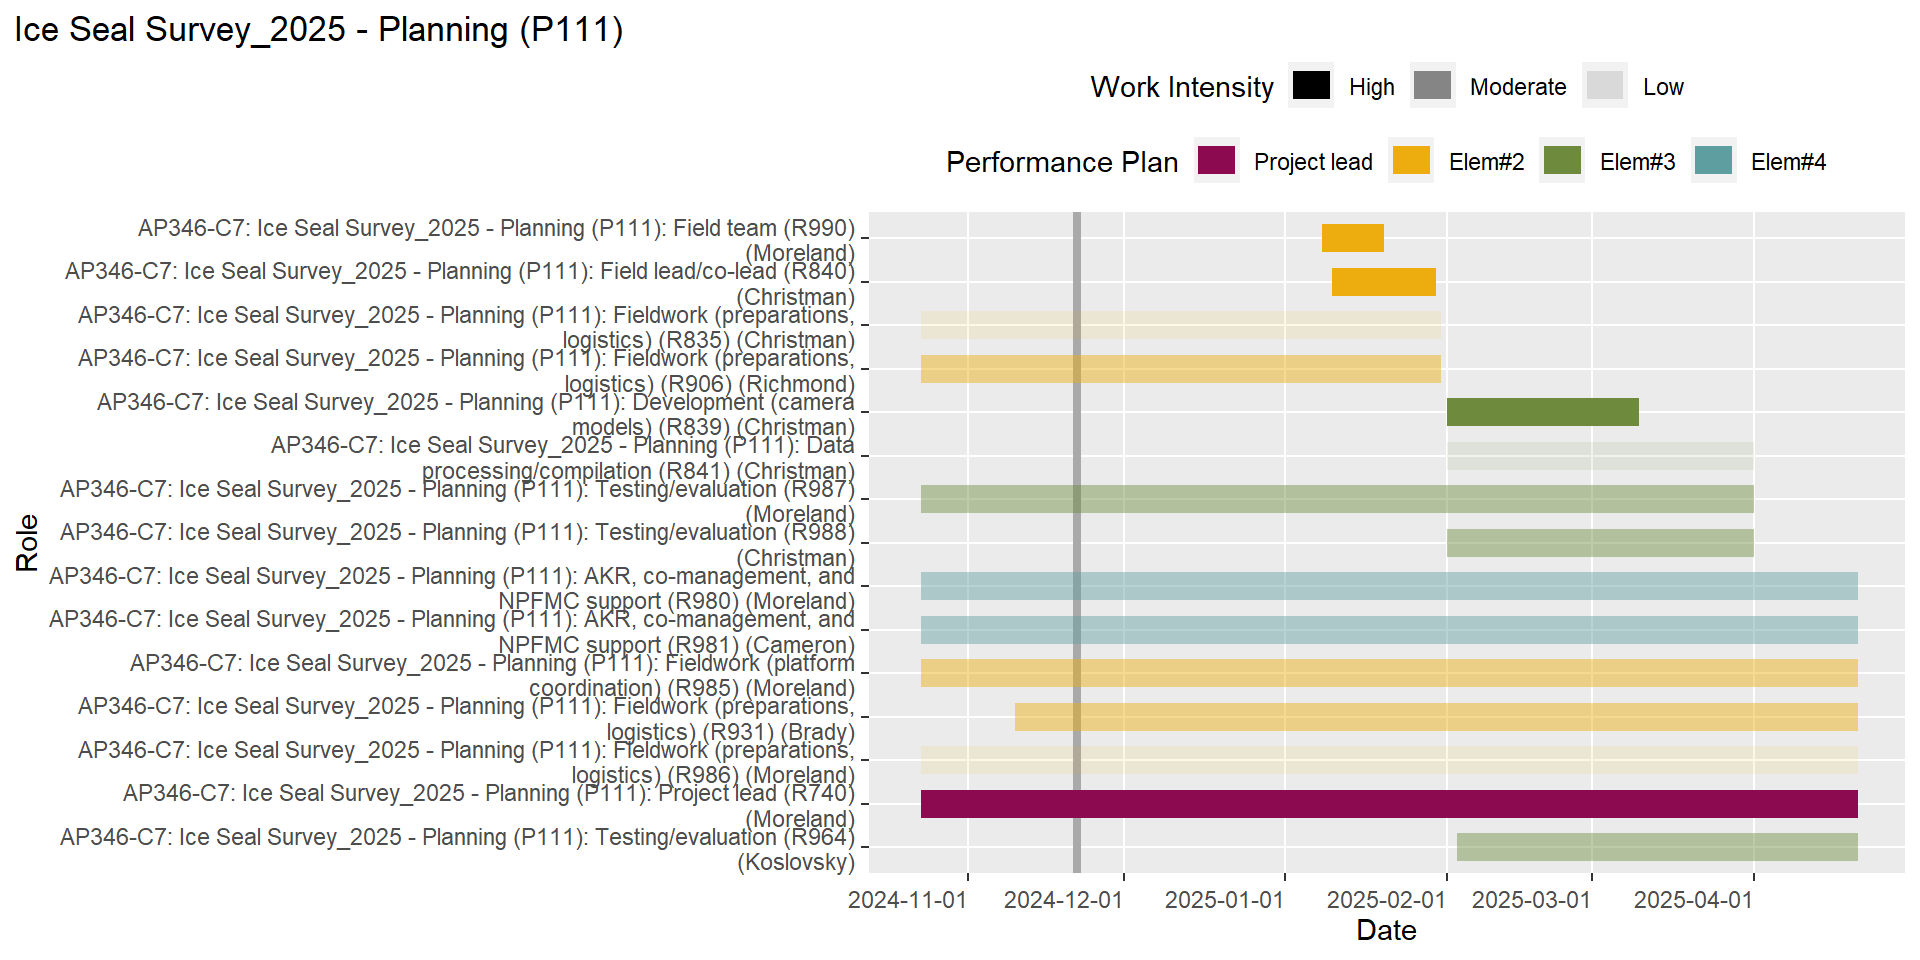 Ice Seal Survey_2025 - Planning (P111)
Work Intensity High Moderate Low
Performance Plan Project lead Elem#2 Elem#3 Elem#4
AP346-C7: Ice Seal Survey_2025 - Planning (P111): Field team (R990)
(Moreland)
AP346-C7: Ice Seal Survey_2025 - Planning (P111): Field lead/co-lead (R840)
(Christman)
AP346-C7: Ice Seal Survey_2025 - Planning (P111): Fieldwork (preparations,
logistics) (R835) (Christman)
AP346-C7: Ice Seal Survey_2025 - Planning (P111): Fieldwork (preparations,
logistics) (R906) (Richmond)
AP346-C7: Ice Seal Survey_2025 - Planning (P111): Development (camera
models) (R839) (Christman)
AP346-C7: Ice Seal Survey_2025 - Planning (P111): Data
processing/compilation (R841) (Christman)
AP346-C7: Ice Seal Survey_2025 - Planning (P111): Testing/evaluation (R987)
(Moreland)
AP346-C7: Ice Seal Survey_2025 - Planning (P111): Testing/evaluation (R988)
(Christman)
AP346-C7: Ice Seal Survey_2025 - Planning (P111): AKR, co-management, and
NPFMC support (R980) (Moreland)
AP346-C7: Ice Seal Survey_2025 - Planning (P111): AKR, co-management, and
NPFMC support (R981) (Cameron)
AP346-C7: Ice Seal Survey_2025 - Planning (P111): Fieldwork (platform
coordination) (R985) (Moreland)
AP346-C7: Ice Seal Survey_2025 - Planning (P111): Fieldwork (preparations,
logistics) (R931) (Brady)
AP346-C7: Ice Seal Survey_2025 - Planning (P111): Fieldwork (preparations,
logistics) (R986) (Moreland)
AP346-C7: Ice Seal Survey_2025 - Planning (P111): Project lead (R740)
(Moreland)
AP346-C7: Ice Seal Survey_2025 - Planning (P111): Testing/evaluation (R964)
(Koslovsky)
Role
2024-11-01 2024-12-01 2025-01-01 2025-02-01 2025-03-01 2025-04-01
Date